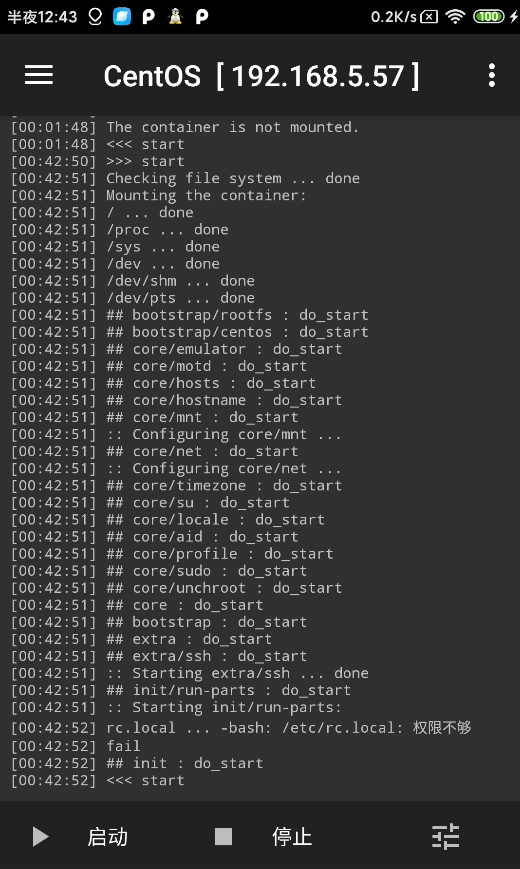 半夜12:43 0.2K/s 100
CentOS [ 192.168.5.57 ]
[00:01:48] The container is not mounted.
[00:01:48] <<< start
[00:42:50] >>> start
[00:42:51] Checking file system ... done
[00:42:51] Mounting the container:
[00:42:51] / ... done
[00:42:51] /proc ... done
[00:42:51] /sys ... done
[00:42:51] /dev ... done
[00:42:51] /dev/shm ... done
[00:42:51] /dev/pts ... done
[00:42:51] ## bootstrap/rootfs : do_start
[00:42:51] ## bootstrap/centos : do_start
[00:42:51] ## core/emulator : do_start
[00:42:51] ## core/motd : do_start
[00:42:51] ## core/hosts : do_start
[00:42:51] ## core/hostname : do_start
[00:42:51] ## core/mnt : do_start
[00:42:51] :: Configuring core/mnt ...
[00:42:51] ## core/net : do_start
[00:42:51] :: Configuring core/net ...
[00:42:51] ## core/timezone : do_start
[00:42:51] ## core/su : do_start
[00:42:51] ## core/locale : do_start
[00:42:51] ## core/aid : do_start
[00:42:51] ## core/profile : do_start
[00:42:51] ## core/sudo : do_start
[00:42:51] ## core/unchroot : do_start
[00:42:51] ## core : do_start
[00:42:51] ## bootstrap : do_start
[00:42:51] ## extra : do_start
[00:42:51] ## extra/ssh : do_start
[00:42:51] :: Starting extra/ssh ... done
[00:42:51] ## init/run-parts : do_start
[00:42:51] :: Starting init/run-parts:
[00:42:52] rc.local ... -bash: /etc/rc.local: 权限不够
[00:42:52] fail
[00:42:52] ## init : do_start
[00:42:52] <<< start
启动 停止